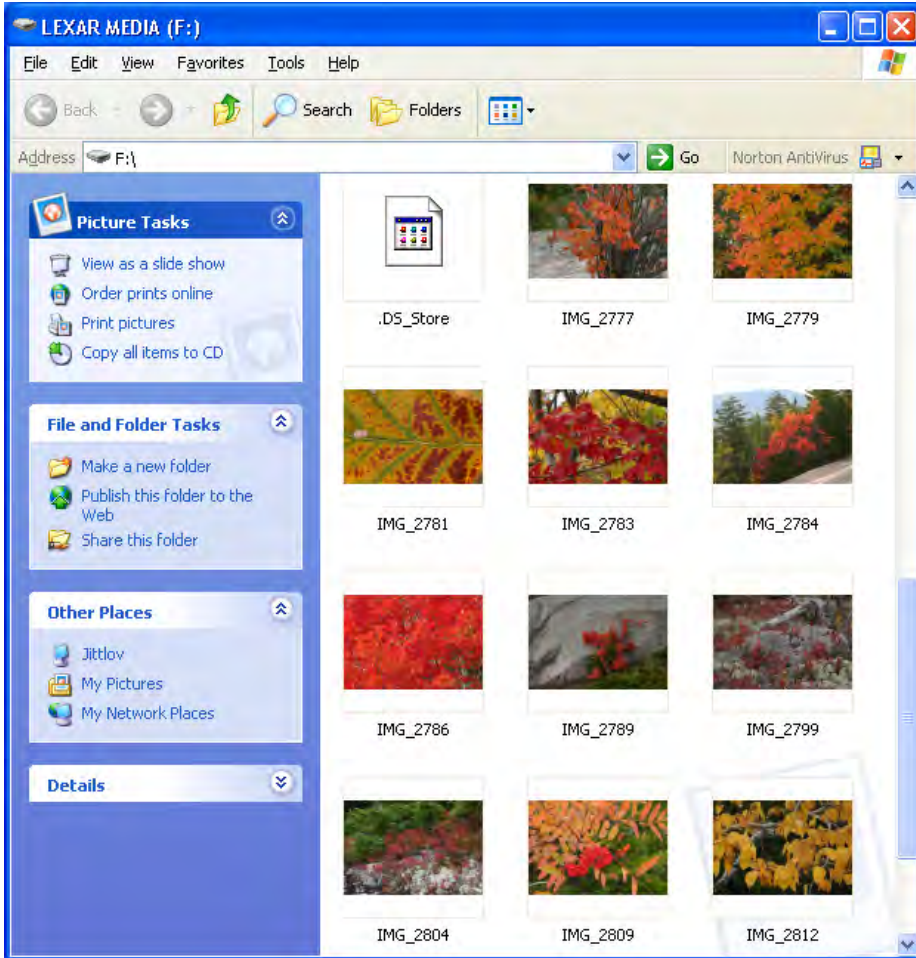 LEXAR MEDIA (F:)
File Edit View Favorites Tools Help
Back Search Folders
Address F:\ Go Norton AntiVirus
Picture Tasks
View as a slide show
Order prints online
Print pictures
Copy all items to CD
File and Folder Tasks
Make a new folder
Publish this folder to the
Web
Share this folder
Other Places
Jittlov
My Pictures
My Network Places
Details
.DS_Store IMG_2777 IMG_2779
IMG_2781 IMG_2783 IMG_2784
IMG_2786 IMG_2789 IMG_2799
IMG_2804 IMG_2809 IMG_2812